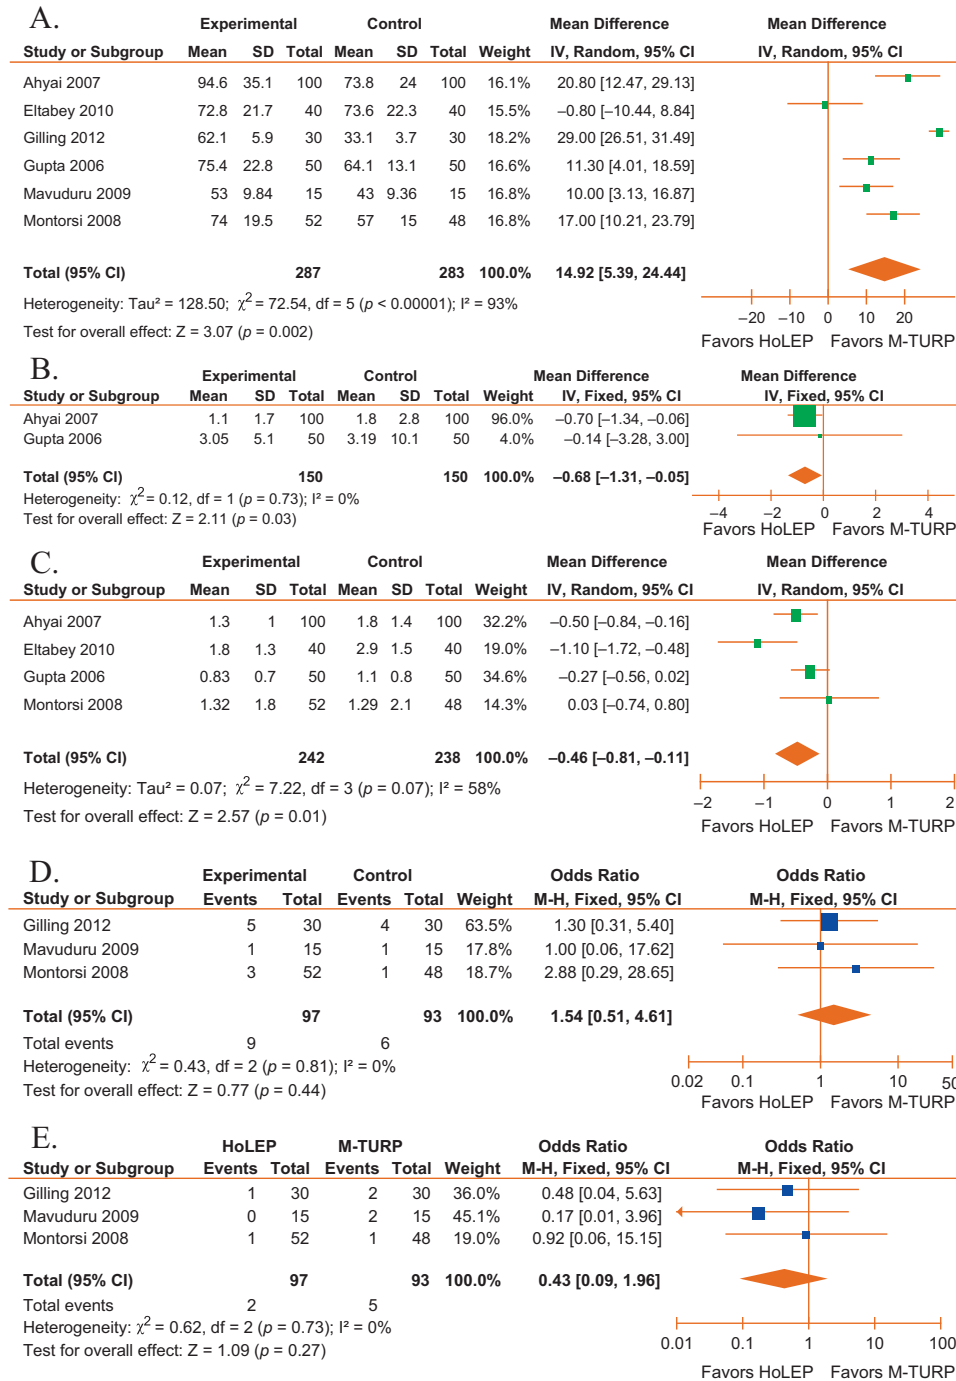 A.
Experimental Control Mean Difference Mean Difference
Study or Subgroup Mean SD Total Mean SD Total Weight IV, Random, 95% CI IV, Random, 95% CI
Ahyai 2007 94.6 35.1 100 73.8 24 100 16.1% 20.80 [12.47, 29.13]
Eltabey 2010 72.8 21.7 40 73.6 22.3 40 15.5% −0.80 [−10.44, 8.84]
Gilling 2012 62.1 5.9 30 33.1 3.7 30 18.2% 29.00 [26.51, 31.49]
Gupta 2006 75.4 22.8 50 64.1 13.1 50 16.6% 11.30 [4.01, 18.59]
Mavuduru 2009 53 9.84 15 43 9.36 15 16.8% 10.00 [3.13, 16.87]
Montorsi 2008 74 19.5 52 57 15 48 16.8% 17.00 [10.21, 23.79]
Total (95% CI) 287 283 100.0% 14.92 [5.39, 24.44]
Heterogeneity: Tau² = 128.50; χ² = 72.54, df = 5 (p < 0.00001); I² = 93%
Test for overall effect: Z = 3.07 (p = 0.002)
−20 −10 0 10 20
Favors HoLEP Favors M-TURP
B.
Experimental Control Mean Difference Mean Difference
Study or Subgroup Mean SD Total Mean SD Total Weight IV, Fixed, 95% CI IV, Fixed, 95% CI
Ahyai 2007 1.1 1.7 100 1.8 2.8 100 96.0% −0.70 [−1.34, −0.06]
Gupta 2006 3.05 5.1 50 3.19 10.1 50 4.0% −0.14 [−3.28, 3.00]
Total (95% CI) 150 150 100.0% −0.68 [−1.31, −0.05]
Heterogeneity: χ² = 0.12, df = 1 (p = 0.73); I² = 0%
Test for overall effect: Z = 2.11 (p = 0.03)
−4 −2 0 2 4
Favors HoLEP Favors M-TURP
C.
Experimental Control Mean Difference Mean Difference
Study or Subgroup Mean SD Total Mean SD Total Weight IV, Random, 95% CI IV, Random, 95% CI
Ahyai 2007 1.3 1 100 1.8 1.4 100 32.2% −0.50 [−0.84, −0.16]
Eltabey 2010 1.8 1.3 40 2.9 1.5 40 19.0% −1.10 [−1.72, −0.48]
Gupta 2006 0.83 0.7 50 1.1 0.8 50 34.6% −0.27 [−0.56, 0.02]
Montorsi 2008 1.32 1.8 52 1.29 2.1 48 14.3% 0.03 [−0.74, 0.80]
Total (95% CI) 242 238 100.0% −0.46 [−0.81, −0.11]
Heterogeneity: Tau² = 0.07; χ² = 7.22, df = 3 (p = 0.07); I² = 58%
Test for overall effect: Z = 2.57 (p = 0.01)
−2 −1 0 1 2
Favors HoLEP Favors M-TURP
D.
Experimental Control Odds Ratio Odds Ratio
Study or Subgroup Events Total Events Total Weight M-H, Fixed, 95% CI M-H, Fixed, 95% CI
Gilling 2012 5 30 4 30 63.5% 1.30 [0.31, 5.40]
Mavuduru 2009 1 15 1 15 17.8% 1.00 [0.06, 17.62]
Montorsi 2008 3 52 1 48 18.7% 2.88 [0.29, 28.65]
Total (95% CI) 97 93 100.0% 1.54 [0.51, 4.61]
Total events 9 6
Heterogeneity: χ² = 0.43, df = 2 (p = 0.81); I² = 0%
Test for overall effect: Z = 0.77 (p = 0.44)
0.02 0.1 1 10 50
Favors HoLEP Favors M-TURP
E.
HoLEP M-TURP Odds Ratio Odds Ratio
Study or Subgroup Events Total Events Total Weight M-H, Fixed, 95% CI M-H, Fixed, 95% CI
Gilling 2012 1 30 2 30 36.0% 0.48 [0.04, 5.63]
Mavuduru 2009 0 15 2 15 45.1% 0.17 [0.01, 3.96]
Montorsi 2008 1 52 1 48 19.0% 0.92 [0.06, 15.15]
Total (95% CI) 97 93 100.0% 0.43 [0.09, 1.96]
Total events 2 5
Heterogeneity: χ² = 0.62, df = 2 (p = 0.73); I² = 0%
Test for overall effect: Z = 1.09 (p = 0.27)
0.01 0.1 1 10 100
Favors HoLEP Favors M-TURP